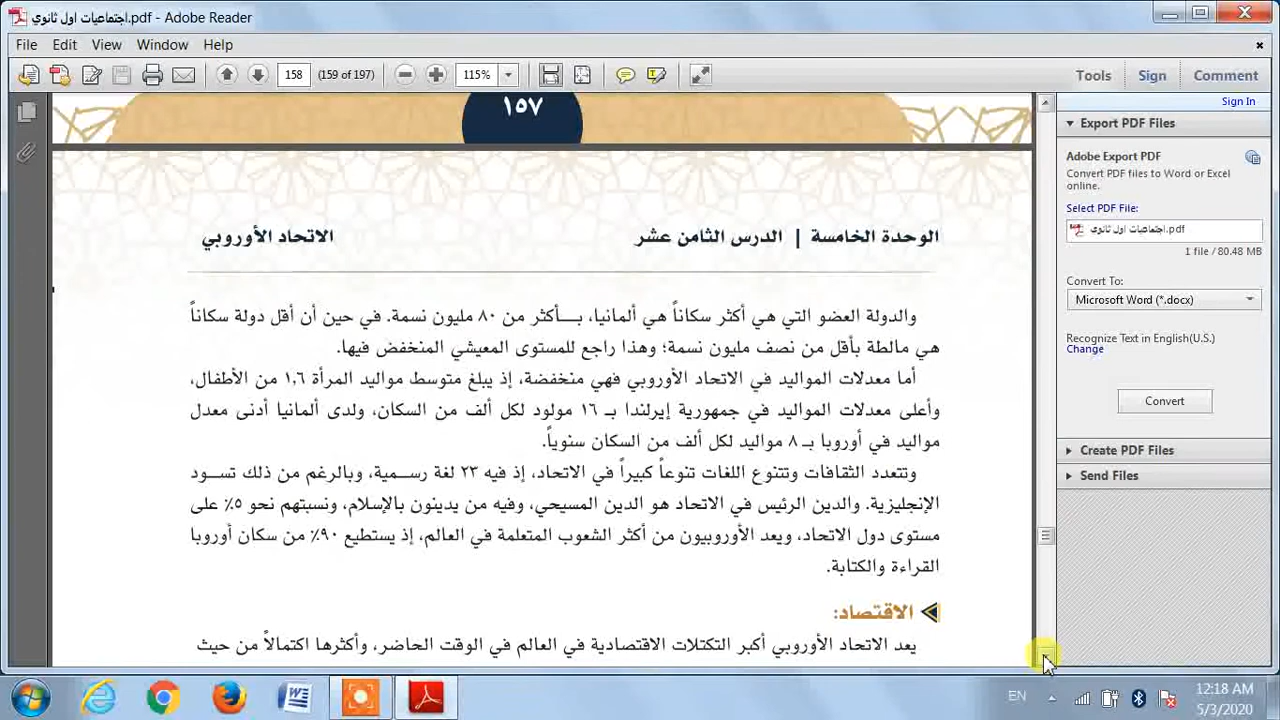 اجتماعيات اول ثانوي.pdf - Adobe Reader
File Edit View Window Help
158 (159 of 197) 115% Tools Sign Comment
Sign In
Export PDF Files
Adobe Export PDF
Convert PDF files to Word or Excel
online.
Select PDF File:
اجتماعيات اول ثانوي.pdf
1 file / 80.48 MB
Convert To:
Microsoft Word (*.docx)
Recognize Text in English(U.S.)
Change
Convert
Create PDF Files
Send Files
١٥٧
الوحدة الخامسة | الدرس الثامن عشر الاتحاد الأوروبي
والدولة العضو التي هي أكثر سكاناً هي ألمانيا، بـــأكثر من ٨٠ مليون نسمة. في حين أن أقل دولة سكاناً
هي مالطة بأقل من نصف مليون نسمة؛ وهذا راجع للمستوى المعيشي المنخفض فيها.
أما معدلات المواليد في الاتحاد الأوروبي فهي منخفضة، إذ يبلغ متوسط مواليد المرأة ١,٦ من الأطفال،
وأعلى معدلات المواليد في جمهورية إيرلندا بـ ١٦ مولود لكل ألف من السكان، ولدى ألمانيا أدنى معدل
مواليد في أوروبا بـ ٨ مواليد لكل ألف من السكان سنوياً.
وتتعدد الثقافات وتتنوع اللغات تنوعاً كبيراً في الاتحاد، إذ فيه ٢٣ لغة رســمية، وبالرغم من ذلك تســود
الإنجليزية. والدين الرئيس في الاتحاد هو الدين المسيحي، وفيه من يدينون بالإسلام، ونسبتهم نحو ٥٪ على
مستوى دول الاتحاد، ويعد الأوروبيون من أكثر الشعوب المتعلمة في العالم، إذ يستطيع ٩٠٪ من سكان أوروبا
القراءة والكتابة.
الاقتصاد:
يعد الاتحاد الأوروبي أكبر التكتلات الاقتصادية في العالم في الوقت الحاضر، وأكثرها اكتمالاً من حيث
EN
12:18 AM
5/3/2020